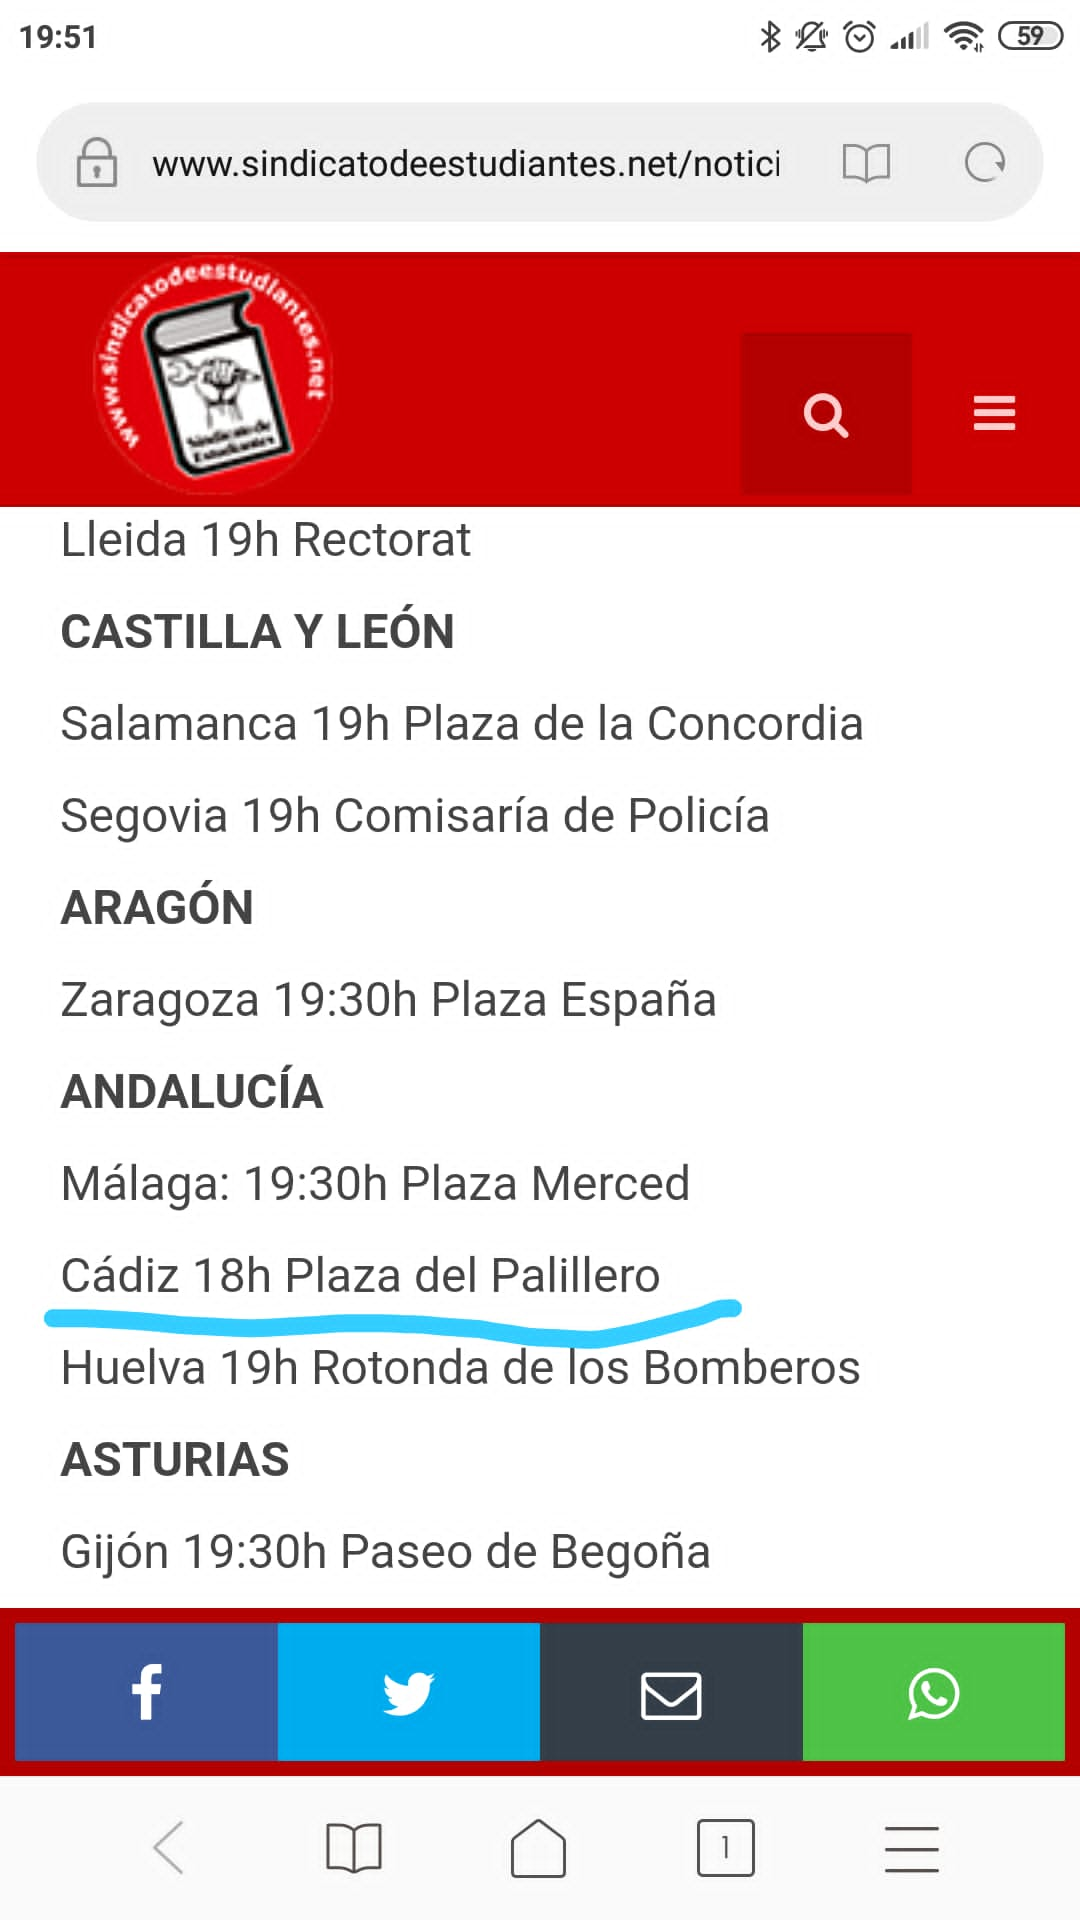 19:51
59
www.sindicatodeestudiantes.net/notici
www.sindicatodeestudiantes.net
Sindicato de
Estudiantes
Lleida 19h Rectorat
CASTILLA Y LEÓN
Salamanca 19h Plaza de la Concordia
Segovia 19h Comisaría de Policía
ARAGÓN
Zaragoza 19:30h Plaza España
ANDALUCÍA
Málaga: 19:30h Plaza Merced
Cádiz 18h Plaza del Palillero
Huelva 19h Rotonda de los Bomberos
ASTURIAS
Gijón 19:30h Paseo de Begoña
1